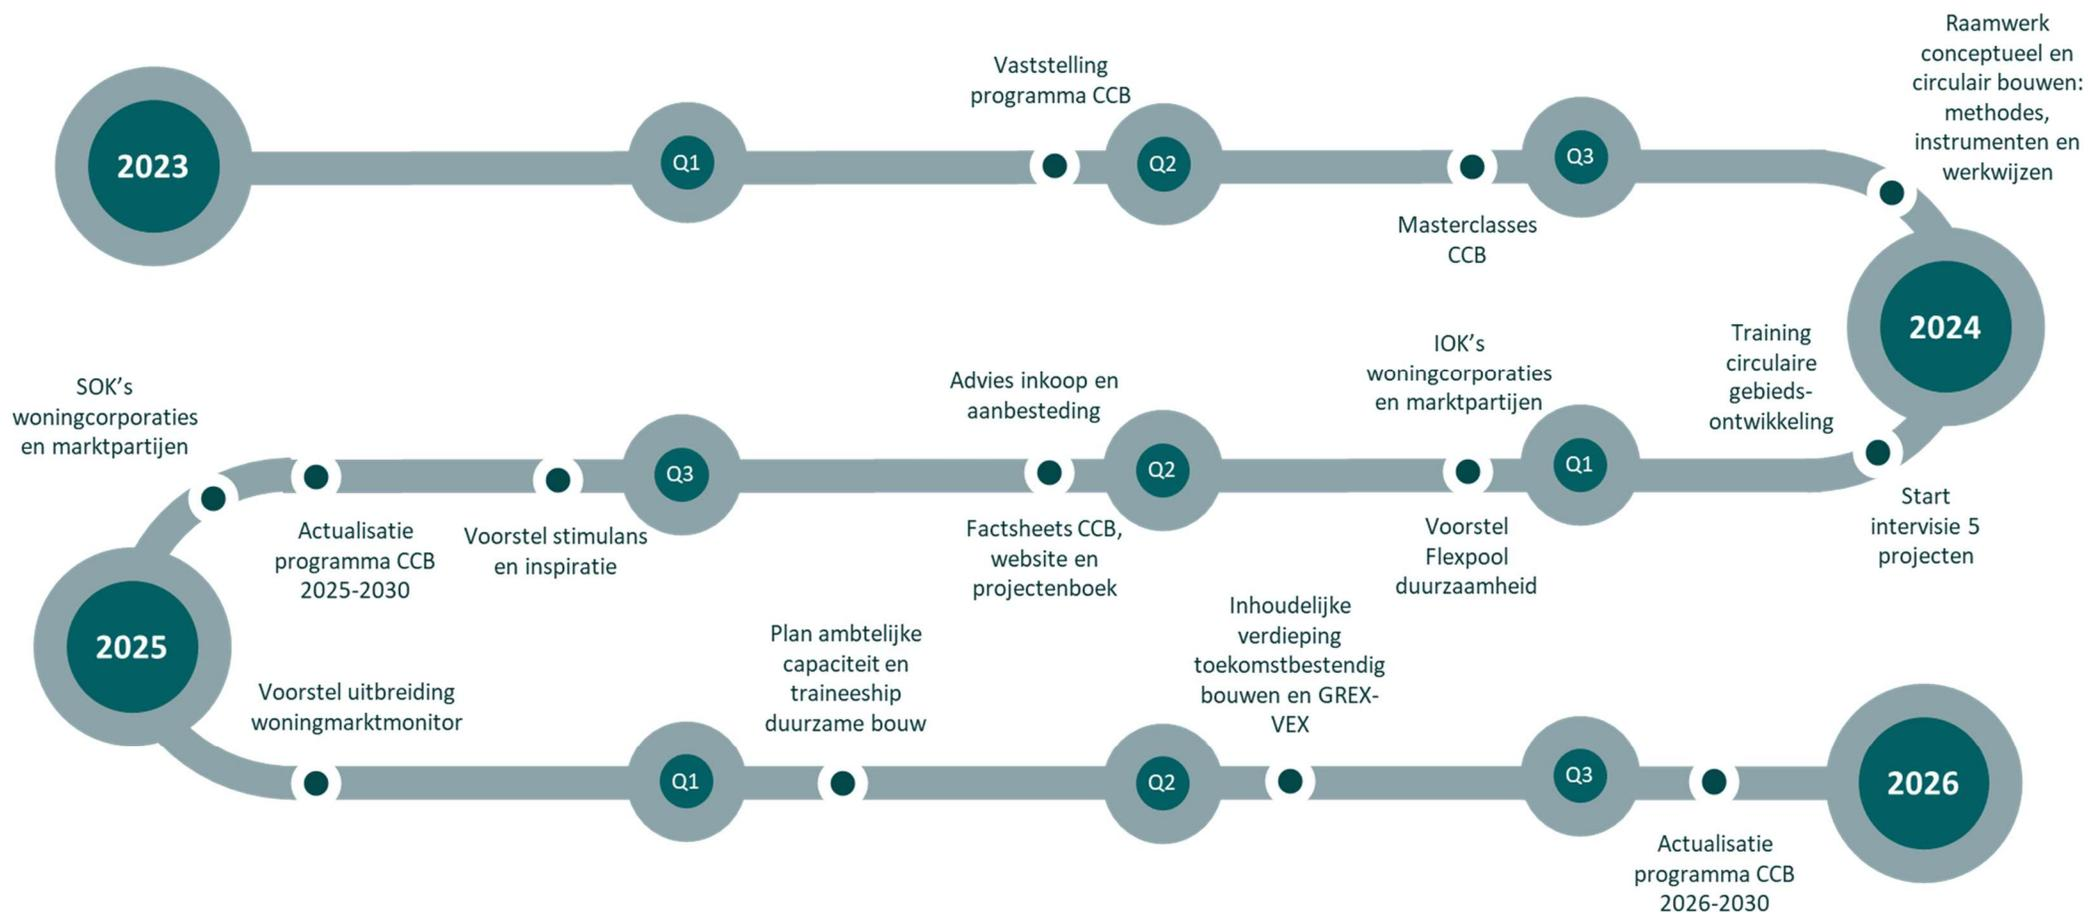 Raamwerk
conceptueel en
circulair bouwen:
methodes,
instrumenten en
werkwijzen
Vaststelling
programma CCB
2023
Q1
Q2
Q3
Masterclasses
CCB
2024
Training
circulaire
gebieds-
ontwikkeling
Start
intervisie 5
projecten
Q1
IOK's
woningcorporaties
en marktpartijen
Voorstel
Flexpool
duurzaamheid
Q2
Advies inkoop en
aanbesteding
Factsheets CCB,
website en
projectenboek
Q3
Voorstel stimulans
en inspiratie
Actualisatie
programma CCB
2025-2030
SOK's
woningcorporaties
en marktpartijen
2025
Voorstel uitbreiding
woningmarktmonitor
Q1
Plan ambtelijke
capaciteit en
traineeship
duurzame bouw
Q2
Inhoudelijke
verdieping
toekomstbestendig
bouwen en GREX-
VEX
Q3
Actualisatie
programma CCB
2026-2030
2026